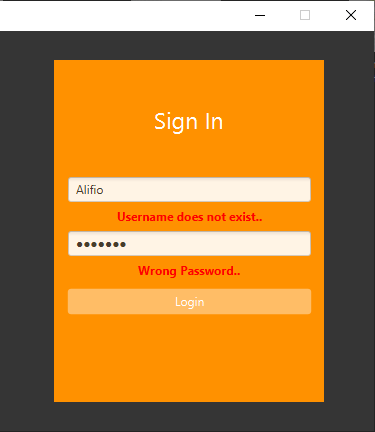 Sign In
Alifio
Username does not exist..
●●●●●●●
Wrong Password..
Login